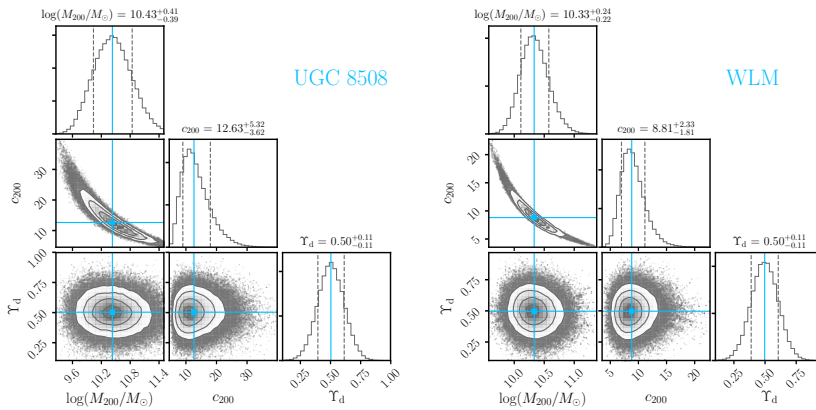 log(M₂₀₀/M⊙) = 10.43 +0.41 −0.39
UGC 8508
c₂₀₀ = 12.63 +5.32 −3.62
c₂₀₀
30
20
10
ϒd = 0.50 +0.11 −0.11
ϒd
1.00
0.75
0.50
0.25
9.6 10.2 10.8 11.4
log(M₂₀₀/M⊙)
10 20 30
c₂₀₀
0.25 0.50 0.75 1.00
ϒd
log(M₂₀₀/M⊙) = 10.33 +0.24 −0.22
WLM
c₂₀₀ = 8.81 +2.33 −1.81
c₂₀₀
20
15
10
5
ϒd = 0.50 +0.11 −0.11
ϒd
0.75
0.50
0.25
10.0 10.5 11.0
log(M₂₀₀/M⊙)
5 10 15 20
c₂₀₀
0.25 0.50 0.75
ϒd